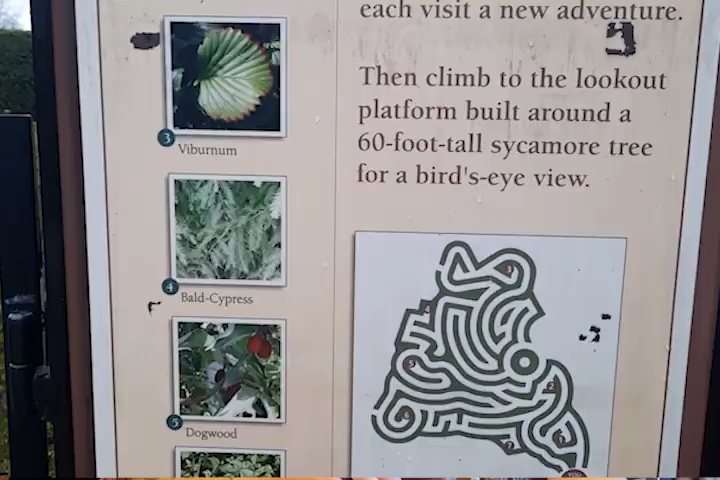 each visit a new adventure.
Then climb to the lookout
platform built around a
60-foot-tall sycamore tree
for a bird's-eye view.
3
Viburnum
4
Bald-Cypress
5
Dogwood